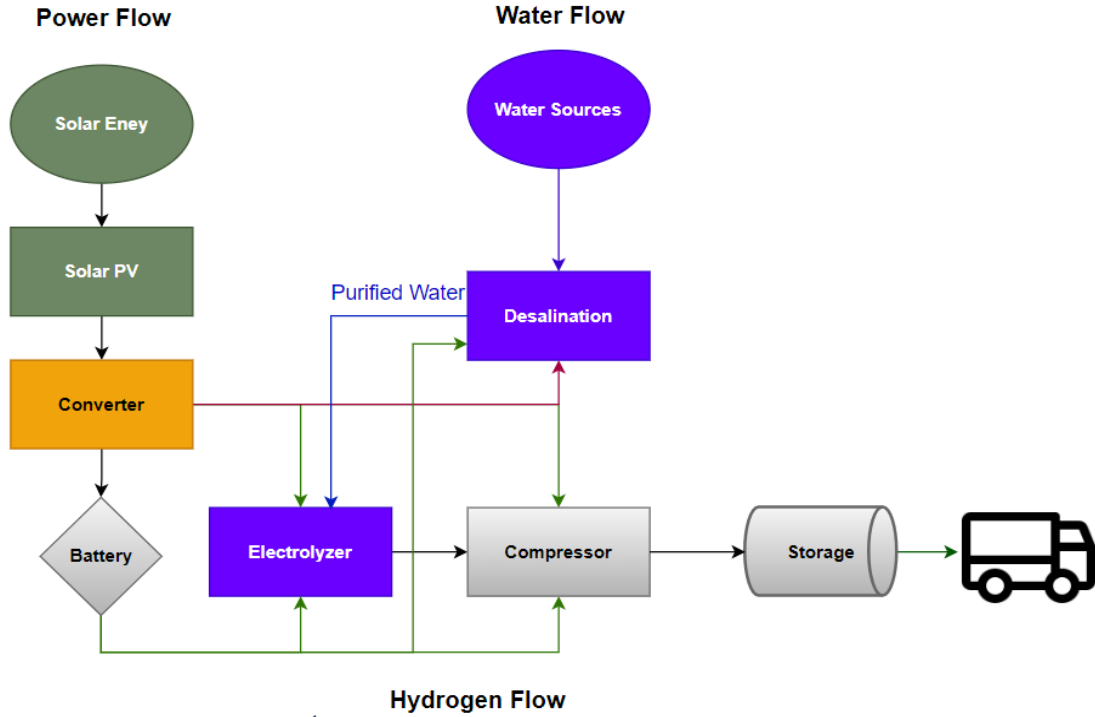 Power Flow
Water Flow
Solar Eney
Water Sources
Solar PV
Purified Water
Desalination
Converter
Battery
Electrolyzer
Compressor
Storage
Hydrogen Flow